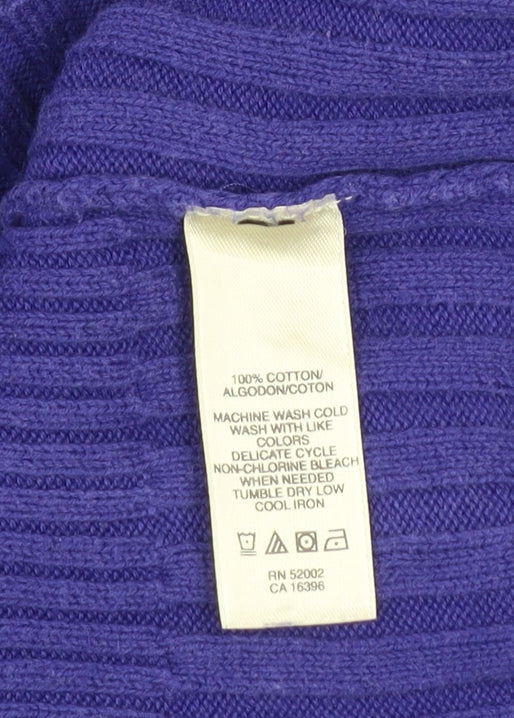 100% COTTON/
ALGODON/COTON
MACHINE WASH COLD
WASH WITH LIKE
COLORS
DELICATE CYCLE
NON-CHLORINE BLEACH
WHEN NEEDED
TUMBLE DRY LOW
COOL IRON
RN 52002
CA 16396